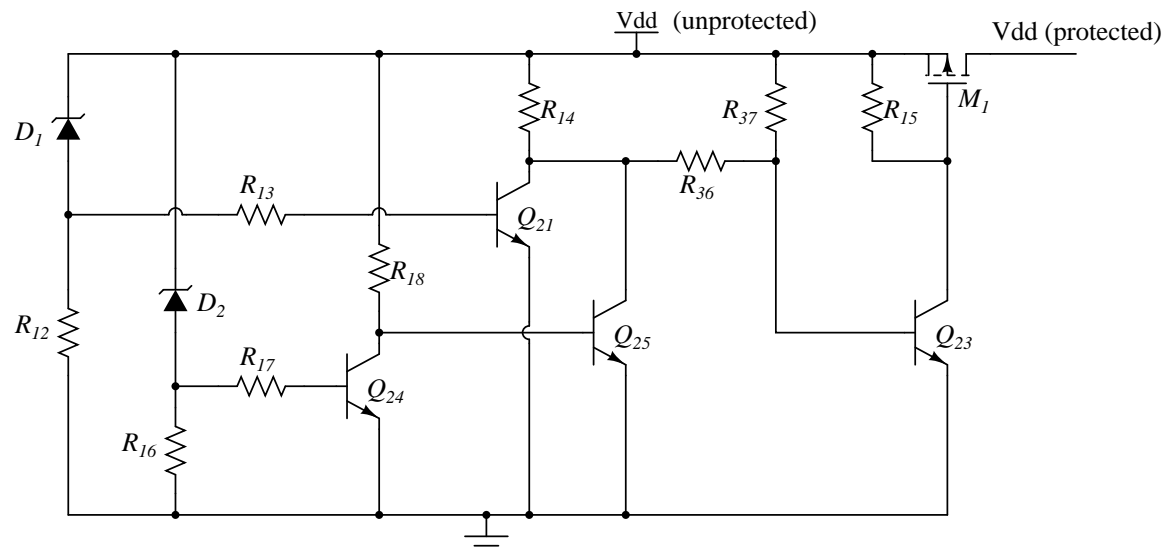 Vdd (unprotected)
Vdd (protected)
D1
R14
R37
R15
M1
R13
R36
Q21
R18
D2
R12
Q25
Q23
R17
Q24
R16